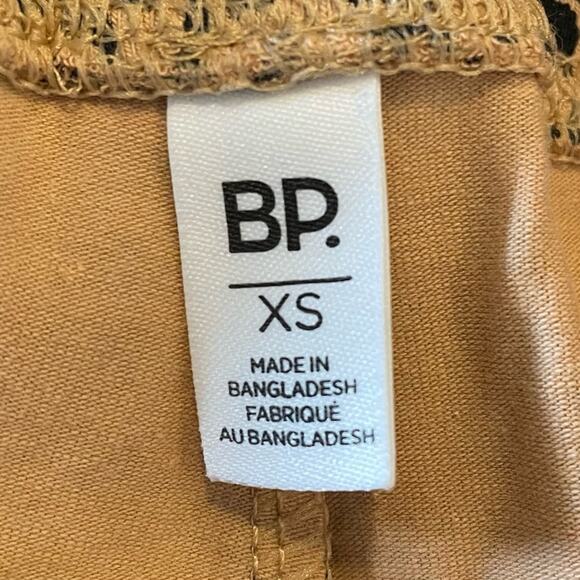 BP.
XS
MADE IN
BANGLADESH
FABRIQUÉ
AU BANGLADESH